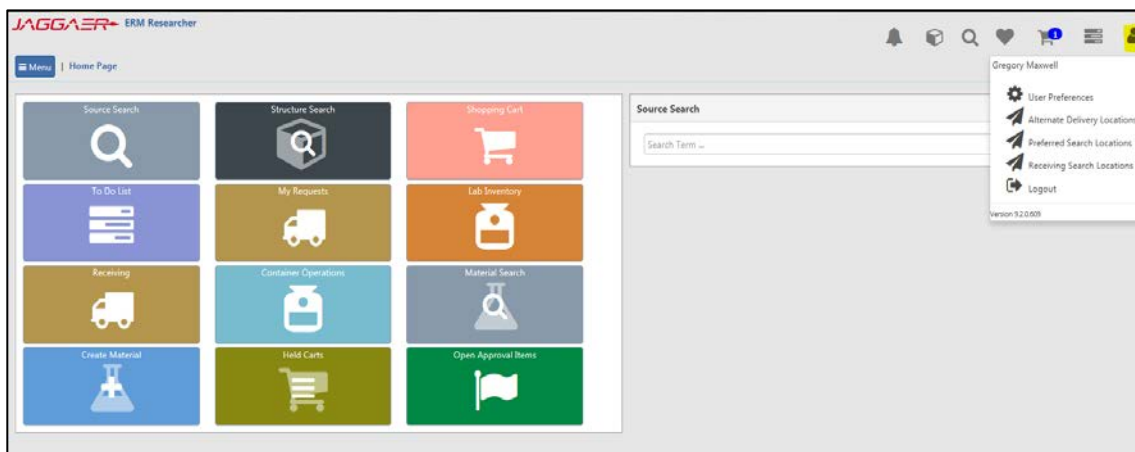 JAGGAER ERM Researcher
1
Menu | Home Page
Gregory Maxwell
User Preferences
Alternate Delivery Locations
Preferred Search Locations
Receiving Search Locations
Logout
Version 9.2.0.609
Source Search
Structure Search
Shopping Cart
To Do List
My Requests
Lab Inventory
Receiving
Container Operations
Material Search
Create Material
Held Carts
Open Approval Items
Source Search
Search Term ...